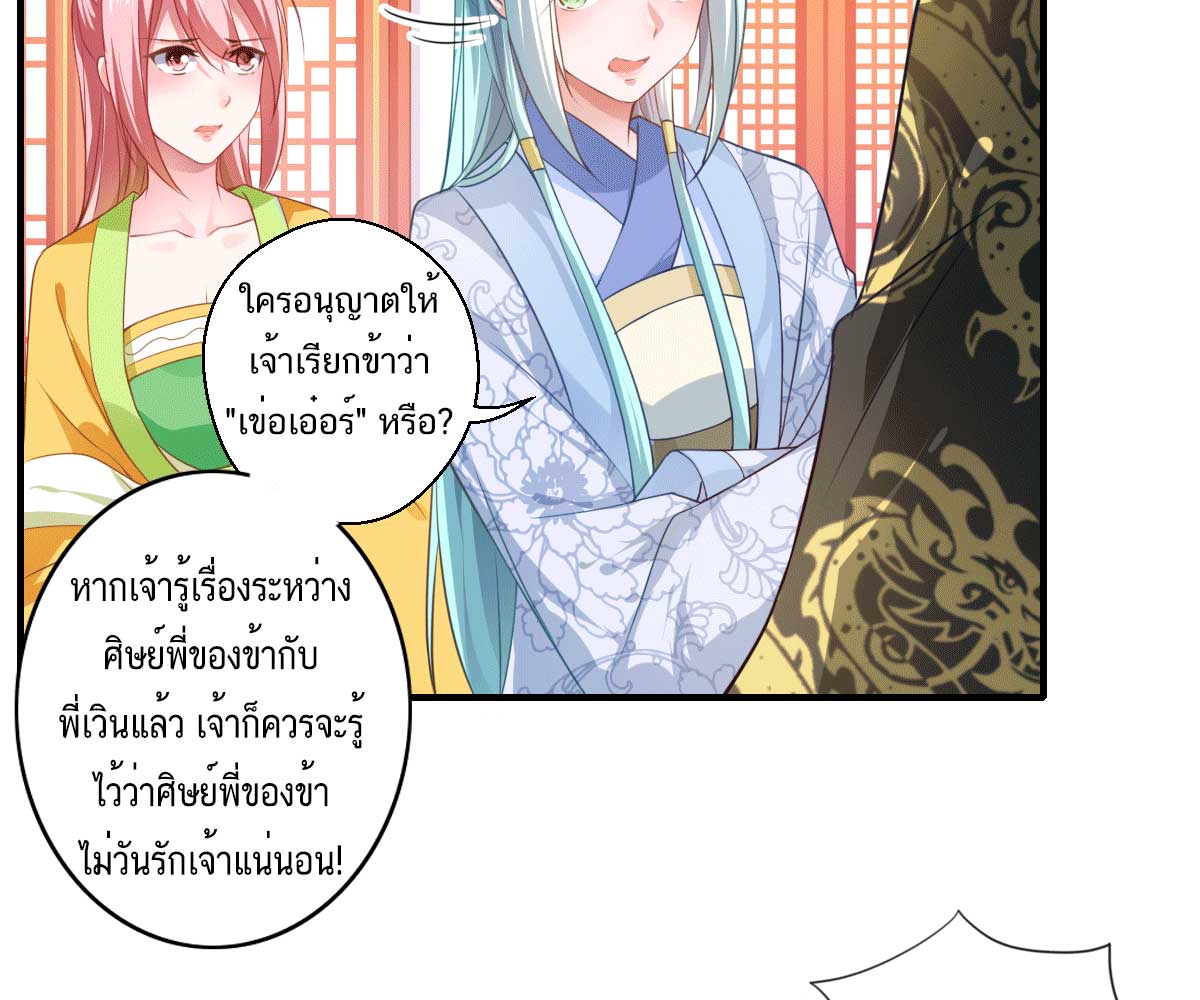 ใครอนุญาตให้
เจ้าเรียกข้าว่า
"เข่อเอ๋อร์" หรือ?
หากเจ้ารู้เรื่องระหว่าง
ศิษย์พี่ของข้ากับ
พี่เวินแล้ว เจ้าก็ควรจะรู้
ไว้ว่าศิษย์พี่ของข้า
ไม่วันรักเจ้าแน่นอน!